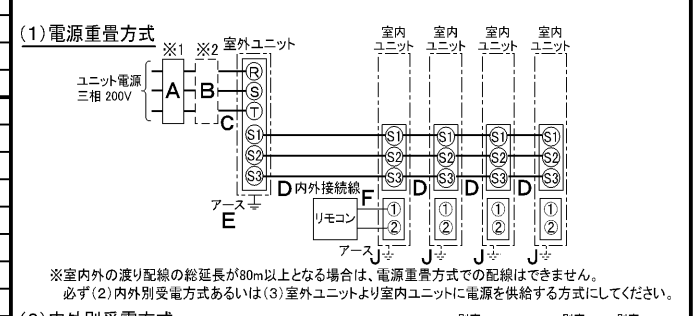 (1)電源重畳方式
※1 ※2 室外ユニット
室内ユニット 室内ユニット 室内ユニット 室内ユニット
ユニット電源
三相 200V
A B
R
S
T
C
S1 S1 S1 S1 S1
S2 S2 S2 S2 S2
S3 S3 S3 S3 S3
D 内外接続線 F D D D
アース
E
リモコン
① ① ① ①
② ② ② ②
アース J J J J
※室内外の渡り配線の総延長が80m以上となる場合は、電源重畳方式での配線はできません。
必ず(2)内外別受電方式あるいは(3)室外ユニットより室内ユニットに電源を供給する方式にしてください。